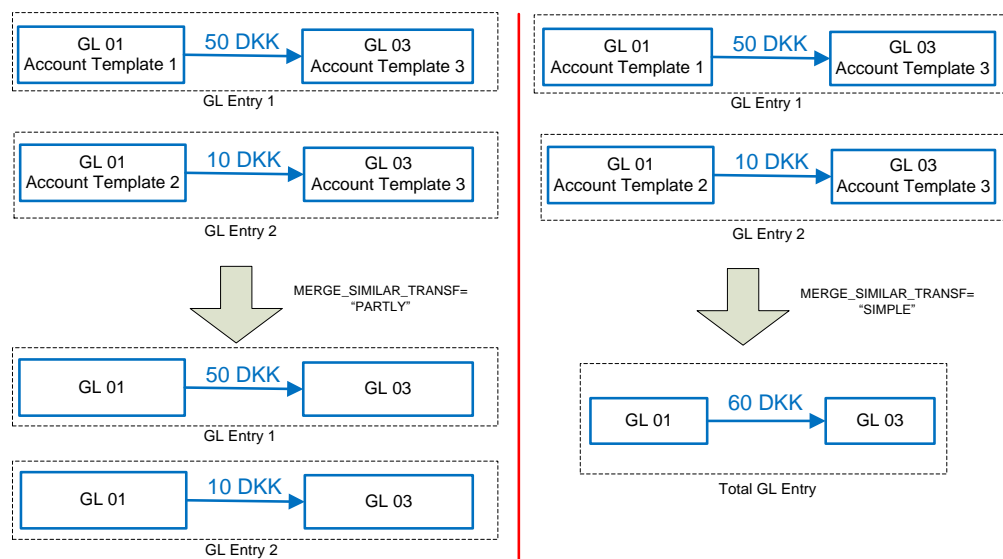 GL 01
Account Template 1
50 DKK
GL 03
Account Template 3
GL Entry 1
GL 01
Account Template 2
10 DKK
GL 03
Account Template 3
GL Entry 2
MERGE_SIMILAR_TRANSF=
“PARTLY”
GL 01
50 DKK
GL 03
GL Entry 1
GL 01
10 DKK
GL 03
GL Entry 2
GL 01
Account Template 1
50 DKK
GL 03
Account Template 3
GL Entry 1
GL 01
Account Template 2
10 DKK
GL 03
Account Template 3
GL Entry 2
MERGE_SIMILAR_TRANSF=
“SIMPLE”
GL 01
60 DKK
GL 03
Total GL Entry